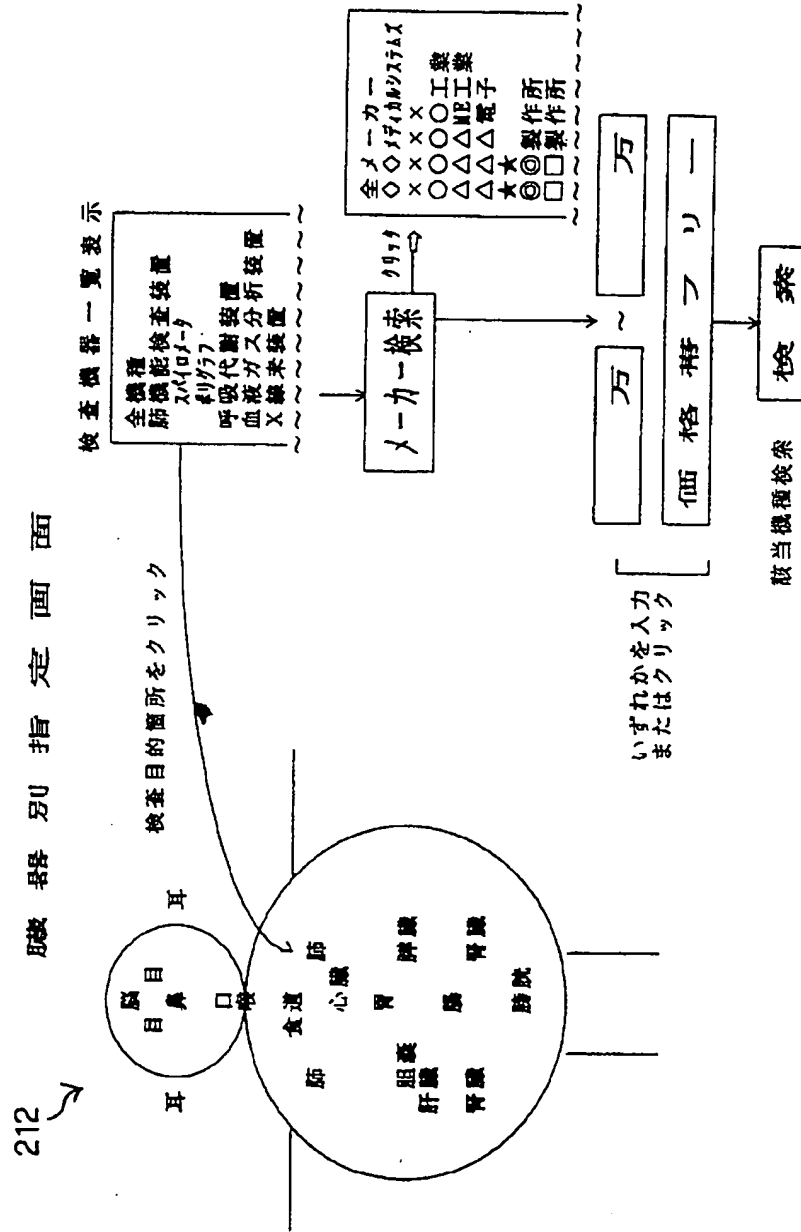 212
臓器別指定画面
脳
目 目
鼻
耳 耳
口
喉
食道
肺 肺
心臓
胃
胆嚢
肝臓
脾臓
腸
腎臓 腎臓
膀胱
検査目的箇所をクリック
検査機器一覧表示
全機種
肺機能検査装置
スパイロメータ
ポリグラフ
呼吸代謝装置
血液ガス分析装置
X線来装置
~~~~~~~~
メーカー検索
クリック
全メーカー
◇◇メディカルシステムズ
××××
○○○○工業
△△△ME工業
△△△△電子
★★
◎◎製作所
□□製作所
~~~~~~~~
万 ~ 万
価格帯フリー
いずれかを入力
またはクリック
検索
該当機種検索